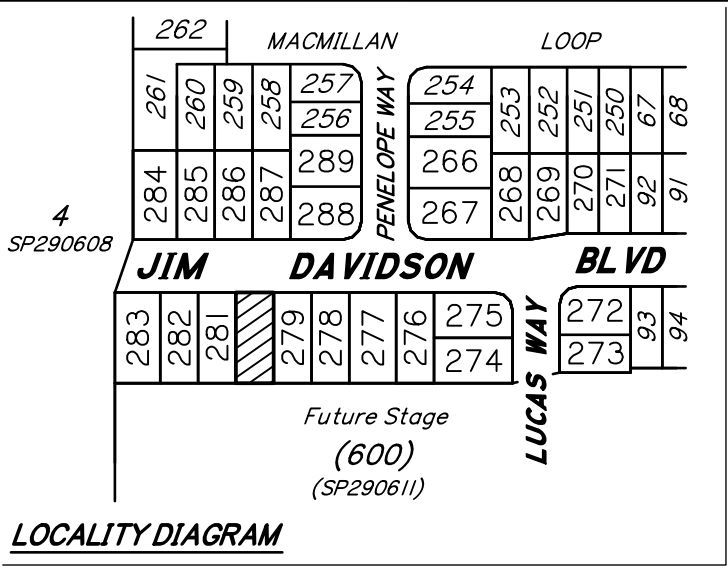 262
MACMILLAN LOOP
261 260 259 258 257 254 253 252 251 250 67 68
256 255
284 285 286 287 289 266 268 269 270 271 92 91
288 267
PENELOPE WAY
4
SP290608
JIM DAVIDSON BLVD
283 282 281 279 278 277 276 275 272 93 94
274 273
LUCAS WAY
Future Stage
(600)
(SP290611)
LOCALITY DIAGRAM